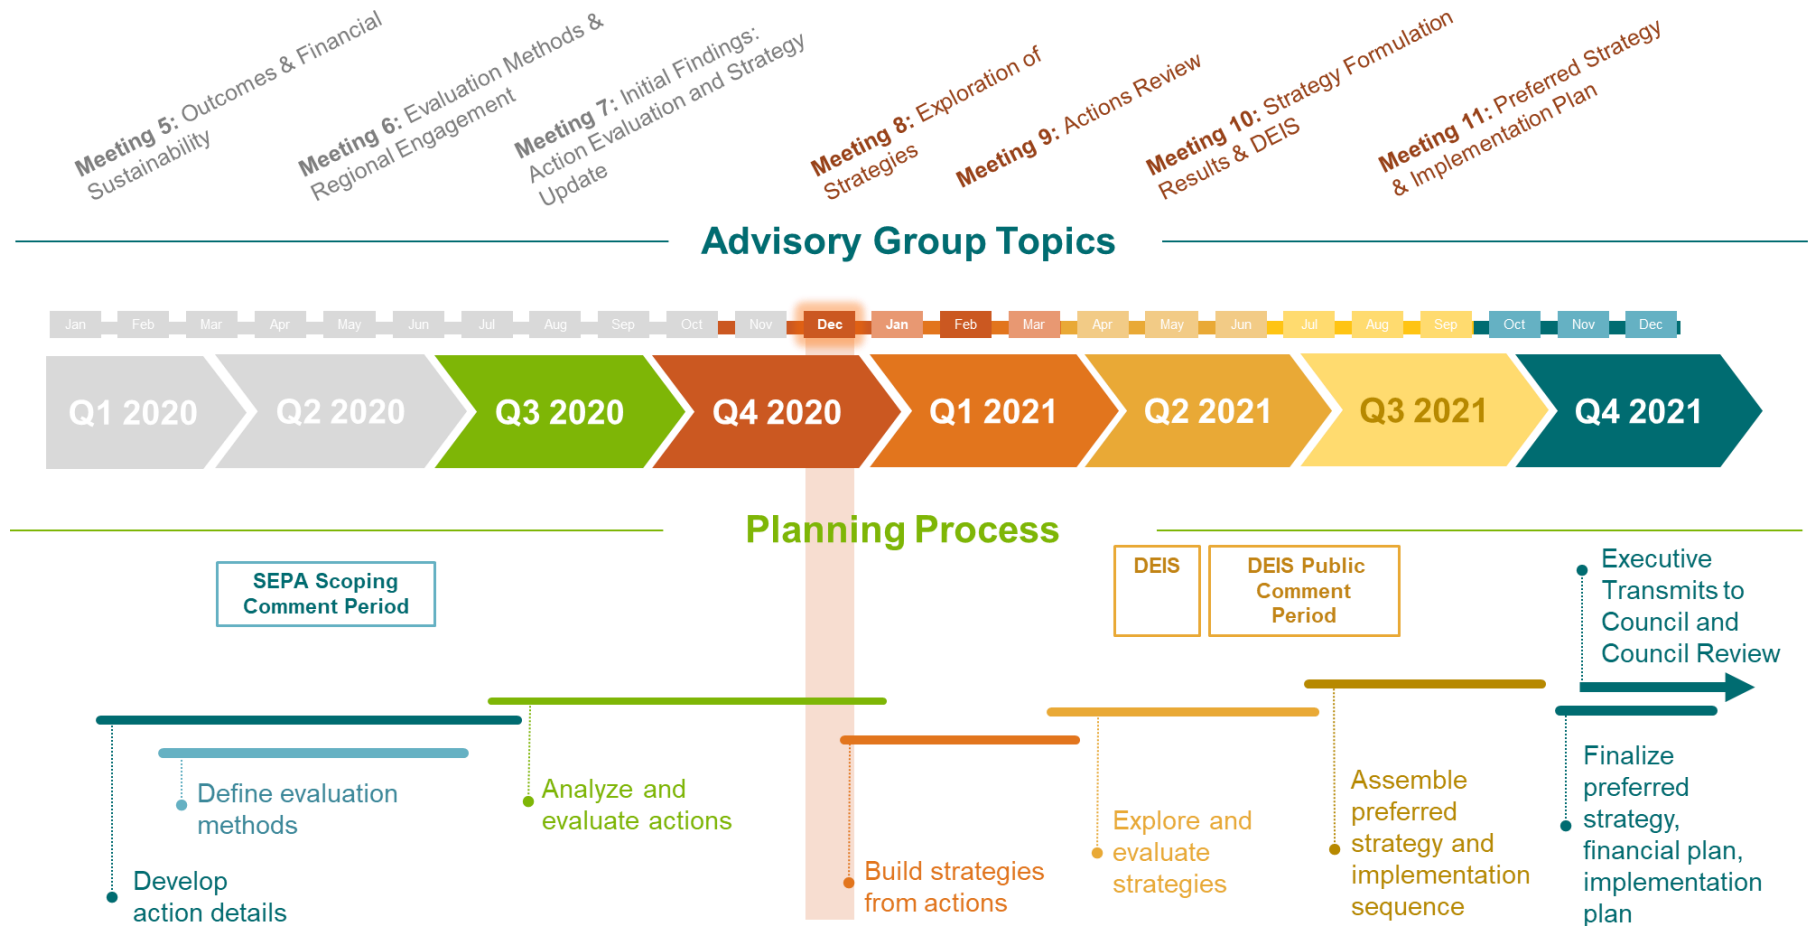 Meeting 5: Outcomes & Financial
Sustainability
Meeting 6: Evaluation Methods &
Regional Engagement
Meeting 7: Initial Findings:
Action Evaluation and Strategy
Update
Meeting 8: Exploration of
Strategies
Meeting 9: Actions Review
Meeting 10: Strategy Formulation
Results & DEIS
Meeting 11: Preferred Strategy
& Implementation Plan
Advisory Group Topics
Jan Feb Mar Apr May Jun Jul Aug Sep Oct Nov Dec Jan Feb Mar Apr May Jun Jul Aug Sep Oct Nov Dec
Q1 2020 Q2 2020 Q3 2020 Q4 2020 Q1 2021 Q2 2021 Q3 2021 Q4 2021
Planning Process
SEPA Scoping
Comment Period
DEIS
DEIS Public
Comment
Period
Executive
Transmits to
Council and
Council Review
Develop
action details
Define evaluation
methods
Analyze and
evaluate actions
Build strategies
from actions
Explore and
evaluate
strategies
Assemble
preferred
strategy and
implementation
sequence
Finalize
preferred
strategy,
financial plan,
implementation
plan